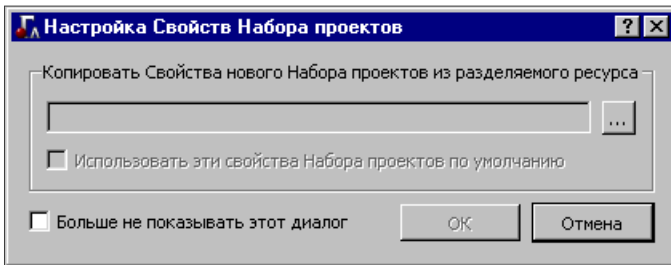 Настройка Свойств Набора проектов
Копировать Свойства нового Набора проектов из разделяемого ресурса
...
Использовать эти свойства Набора проектов по умолчанию
Больше не показывать этот диалог
OK
Отмена